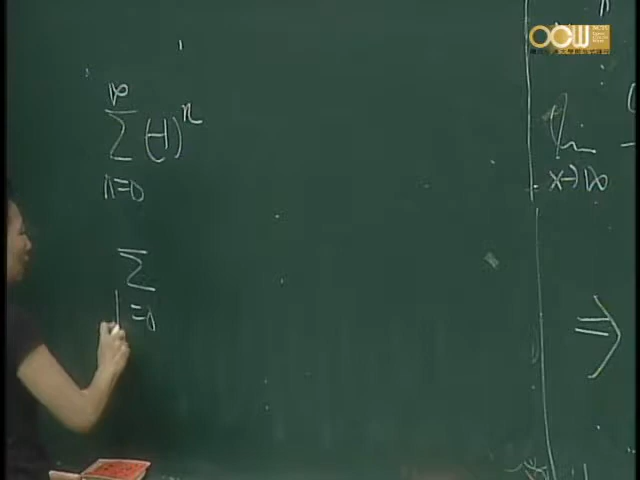 OCW
∞
∑ (-1)^n
n=0
∑
=0
lim
x→∞
⇒